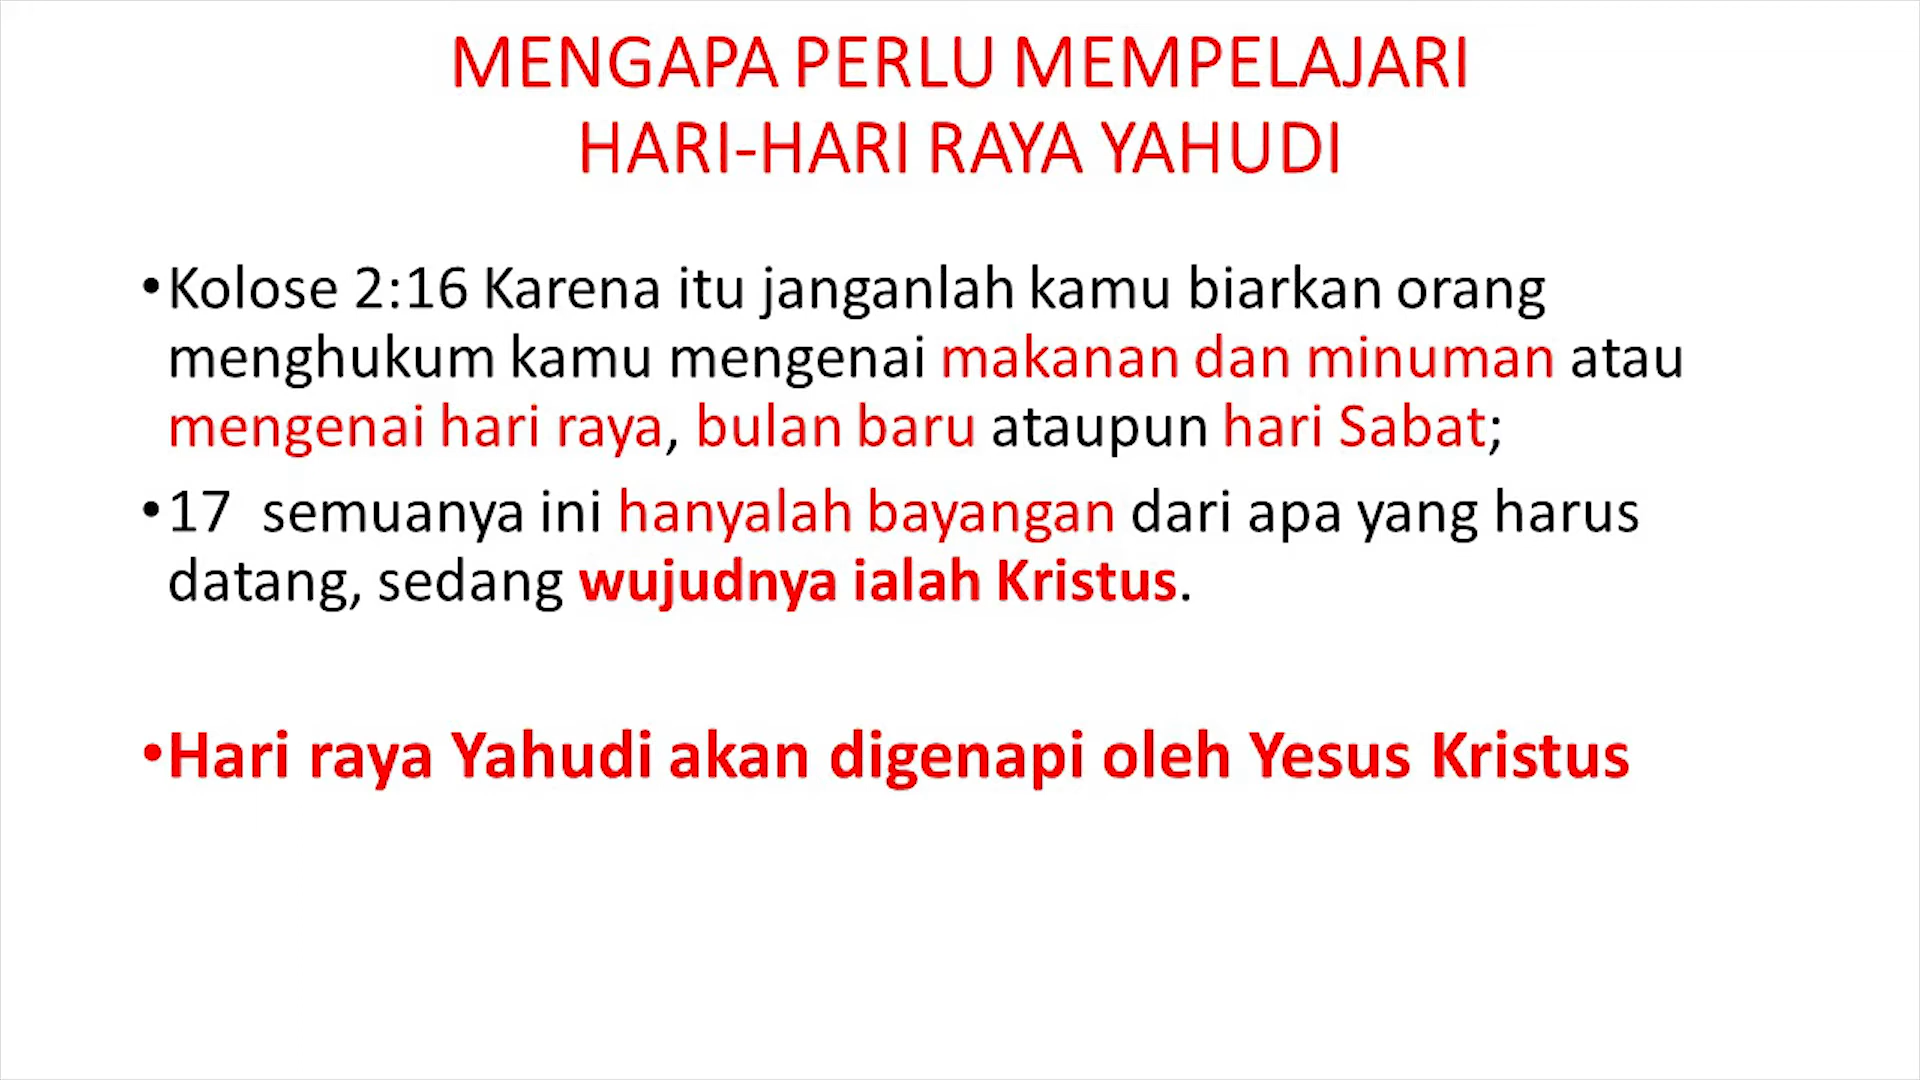 MENGAPA PERLU MEMPELAJARI
HARI-HARI RAYA YAHUDI
•Kolose 2:16 Karena itu janganlah kamu biarkan orang
menghukum kamu mengenai makanan dan minuman atau
mengenai hari raya, bulan baru ataupun hari Sabat;
•17  semuanya ini hanyalah bayangan dari apa yang harus
datang, sedang wujudnya ialah Kristus.
•Hari raya Yahudi akan digenapi oleh Yesus Kristus